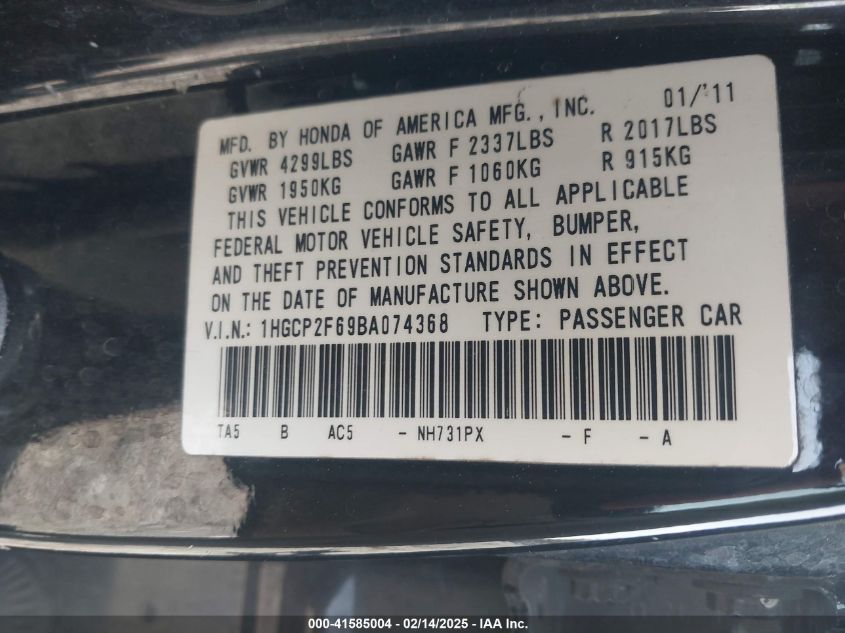 MFD. BY HONDA OF AMERICA MFG., INC. 01/'11
GVWR 4299LBS GAWR F 2337LBS R 2017LBS
GVWR 1950KG GAWR F 1060KG R 915KG
THIS VEHICLE CONFORMS TO ALL APPLICABLE
FEDERAL MOTOR VEHICLE SAFETY, BUMPER,
AND THEFT PREVENTION STANDARDS IN EFFECT
ON THE DATE OF MANUFACTURE SHOWN ABOVE.
V.I.N.: 1HGCP2F69BA074368 TYPE: PASSENGER CAR
TA5 B AC5 - NH731PX - F - A
000-41585004 - 02/14/2025 - IAA Inc.